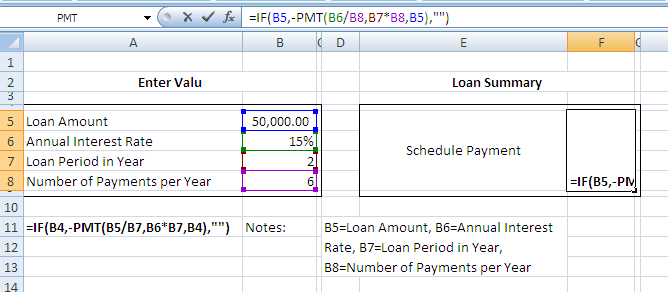 PMT =IF(B5,-PMT(B6/B8,B7*B8,B5),"")
A B C D E F G
1
2 Enter Valu Loan Summary
3
5 Loan Amount 50,000.00
6 Annual Interest Rate 15%
Schedule Payment
7 Loan Period in Year 2
8 Number of Payments per Year 6 =IF(B5,-PM
10
11 =IF(B4,-PMT(B5/B7,B6*B7,B4),"") Notes: B5=Loan Amount, B6=Annual Interest
12 Rate, B7=Loan Period in Year,
13 B8=Number of Payments per Year
14